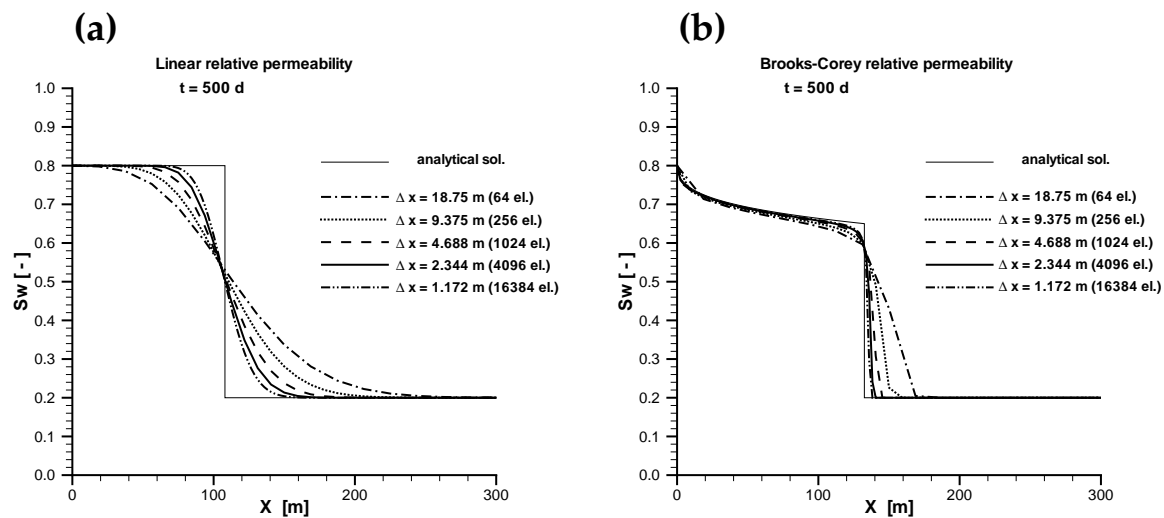 (a)
Linear relative permeability
t = 500 d
1.0
0.9
0.8
0.7
0.6
0.5
0.4
0.3
0.2
0.1
0.0
Sw [ - ]
analytical sol.
Δ x = 18.75 m (64 el.)
Δ x = 9.375 m (256 el.)
Δ x = 4.688 m (1024 el.)
Δ x = 2.344 m (4096 el.)
Δ x = 1.172 m (16384 el.)
0 100 200 300
X [m]
(b)
Brooks-Corey relative permeability
t = 500 d
1.0
0.9
0.8
0.7
0.6
0.5
0.4
0.3
0.2
0.1
0.0
Sw [ - ]
analytical sol.
Δ x = 18.75 m (64 el.)
Δ x = 9.375 m (256 el.)
Δ x = 4.688 m (1024 el.)
Δ x = 2.344 m (4096 el.)
Δ x = 1.172 m (16384 el.)
0 100 200 300
X [m]